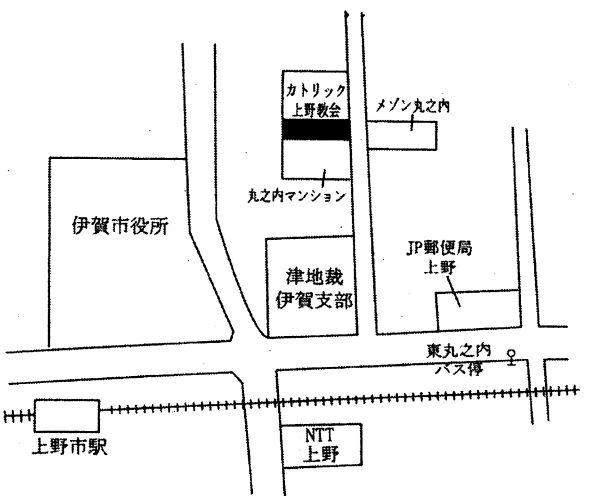 カトリック
上野教会
メゾン丸之内
丸之内マンション
伊賀市役所
津地裁
伊賀支部
JP郵便局
上野
東丸之内
バス停
上野市駅
NTT
上野